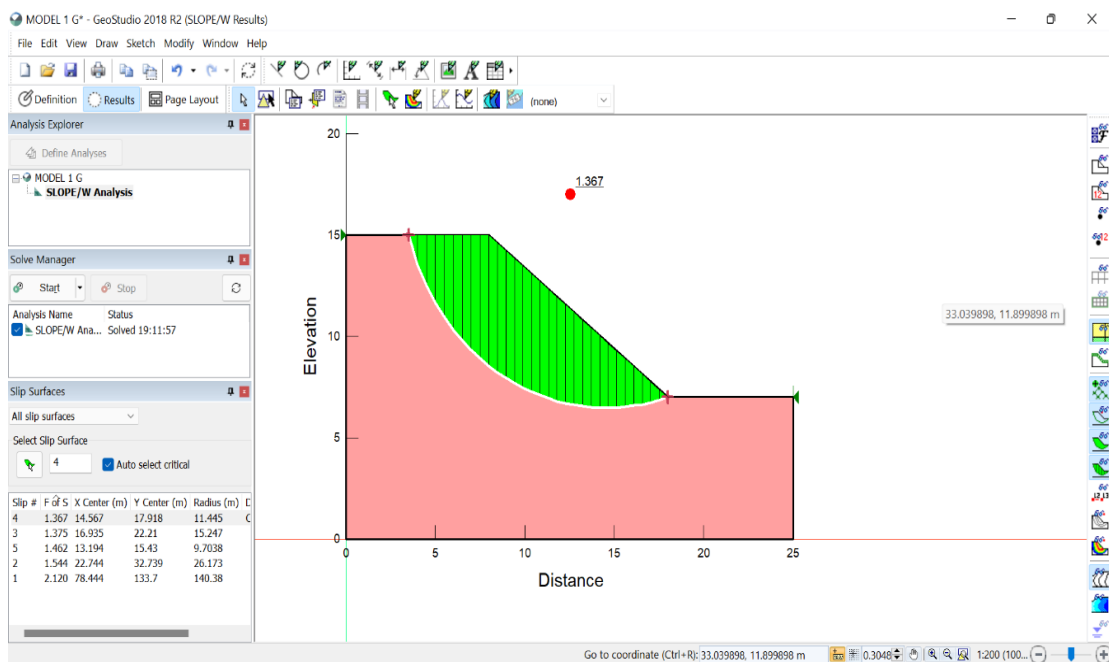 MODEL 1 G* - GeoStudio 2018 R2 (SLOPE/W Results)
File Edit View Draw Sketch Modify Window Help
Definition Results Page Layout (none)
Analysis Explorer
Define Analyses
MODEL 1 G
SLOPE/W Analysis
Solve Manager
Start Stop
Analysis Name Status
SLOPE/W Ana... Solved 19:11:57
Slip Surfaces
All slip surfaces
Select Slip Surface
4 Auto select critical
Slip # F of S X Center (m) Y Center (m) Radius (m) D
4 1.367 14.567 17.918 11.445 C
3 1.375 16.935 22.21 15.247
5 1.462 13.194 15.43 9.7038
2 1.544 22.744 32.739 26.173
1 2.120 78.444 133.7 140.38
20
1.367
15
33.039898, 11.899898 m
10
Elevation
5
0
0 5 10 15 20 25
Distance
Go to coordinate (Ctrl+R): 33.039898, 11.899898 m 0.3048 1:200 (100...